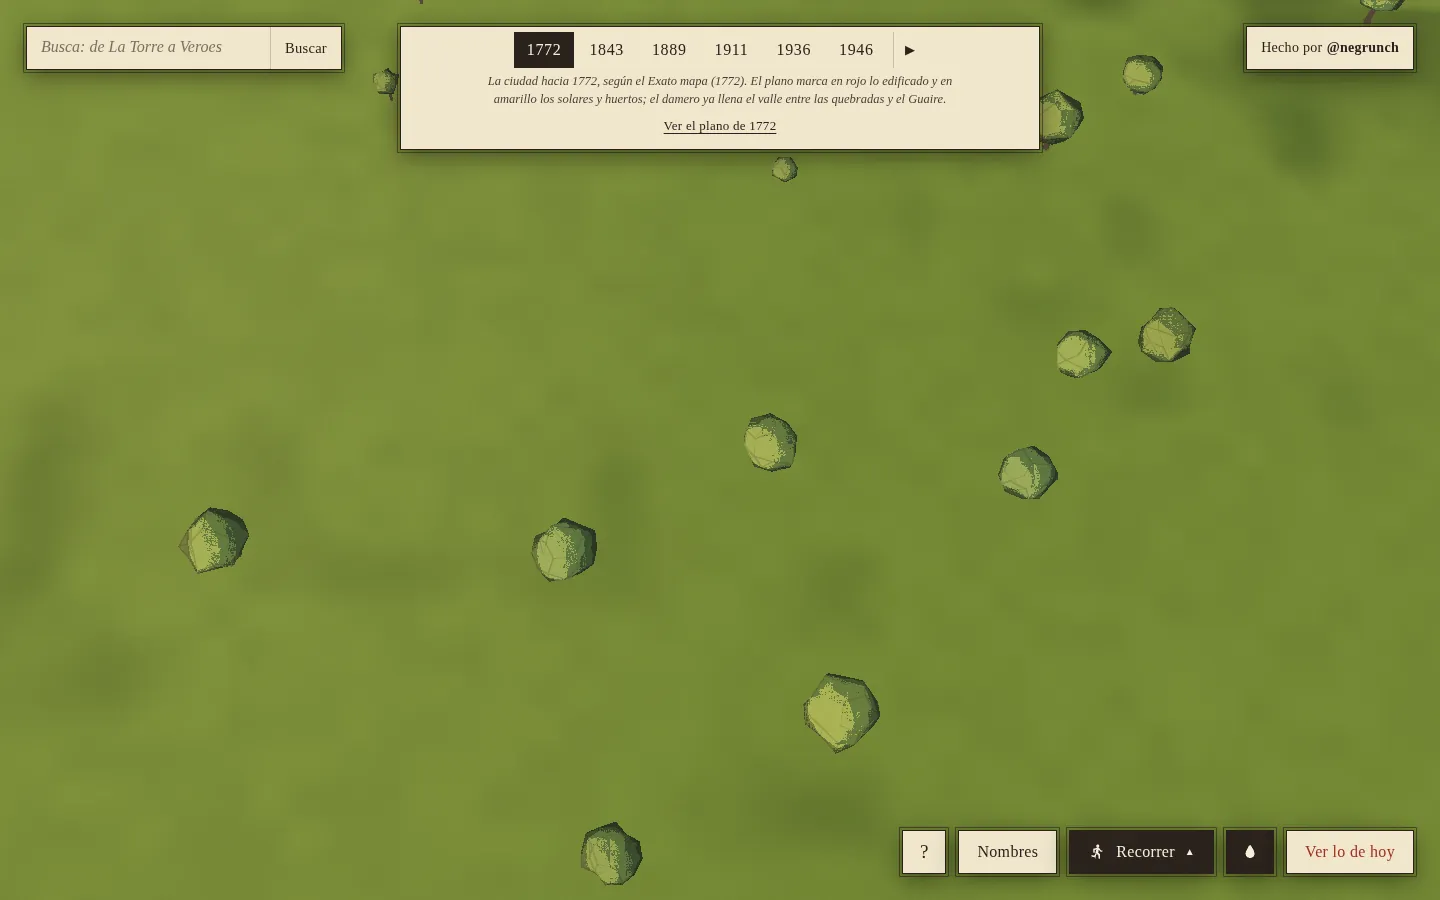 Busca: de La Torre a Veroes
Buscar
1772 1843 1889 1911 1936 1946 ▶
La ciudad hacia 1772, según el Exato mapa (1772). El plano marca en rojo lo edificado y en
amarillo los solares y huertos; el damero ya llena el valle entre las quebradas y el Guaire.
Ver el plano de 1772
Hecho por @negrunch
?
Nombres
Recorrer ▲
Ver lo de hoy